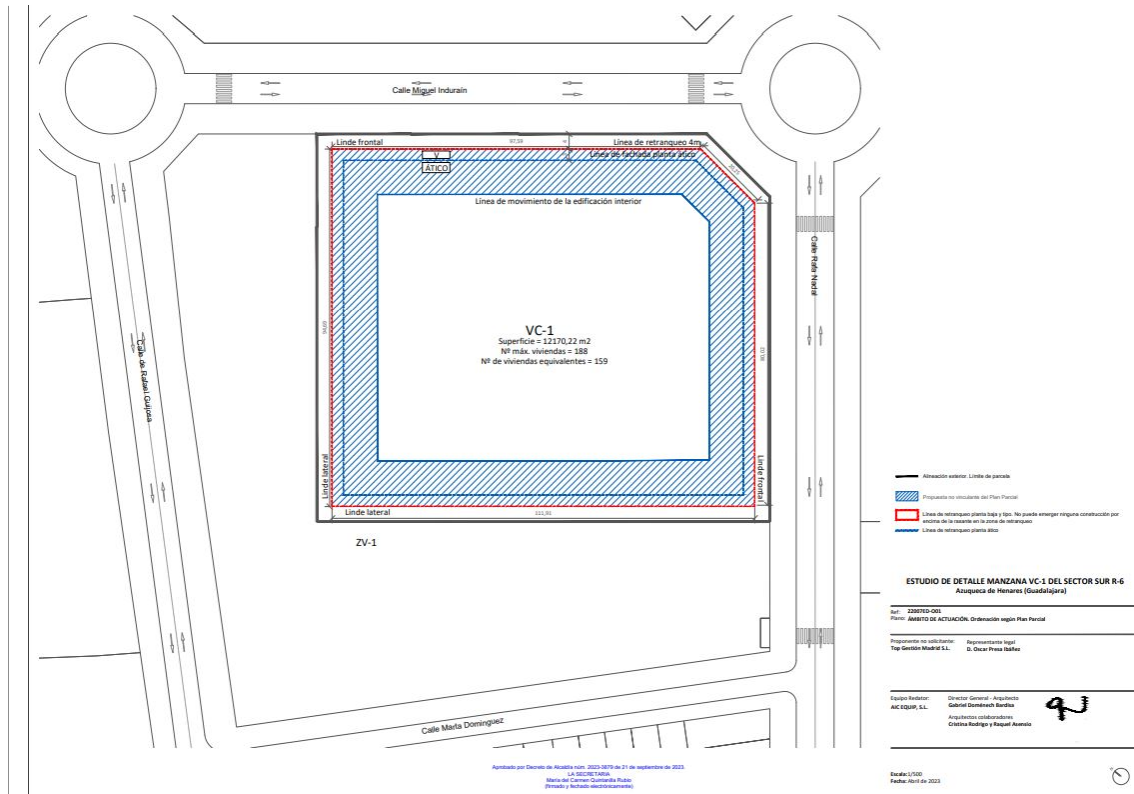 Calle Miguel Induraín
Linde frontal
97,59
4
Línea de retranqueo 4m
Línea de fachada planta ático
V
ÁTICO
20,25
Línea de movimiento de la edificación interior
Calle Rafa Nadal
VC-1
Superficie = 12170,22 m2
Nº máx. viviendas = 188
Nº de viviendas equivalentes = 159
Calle de Rafael Guijosa
Linde lateral
Linde frontal
Linde lateral
111,91
ZV-1
Calle Marta Dominguez
Alineación exterior. Límite de parcela
Propuesta no vinculante del Plan Parcial
Línea de retranqueo planta baja y tipo. No puede emerger ninguna construcción por
encima de la rasante en la zona de retranqueo
Línea de retranqueo planta ático
ESTUDIO DE DETALLE MANZANA VC-1 DEL SECTOR SUR R-6
Azuqueca de Henares (Guadalajara)
Ref: 22007ED-O01
Plano: ÁMBITO DE ACTUACIÓN. Ordenación según Plan Parcial
Proponente no solicitante: Representante legal
Top Gestión Madrid S.L. D. Oscar Presa Ibáñez
Equipo Redator: Director General - Arquitecto
AIC EQUIP, S.L. Gabriel Doménech Bardisa
Arquitectos colaboradores
Cristina Rodrigo y Raquel Asensio
Escala:1/500
Fecha: Abril de 2023
Aprobado por Decreto de Alcaldía núm. 2023-3879 de 21 de septiembre de 2023.
LA SECRETARIA
María del Carmen Quintanilla Rubio
(firmado y fechado electrónicamente)